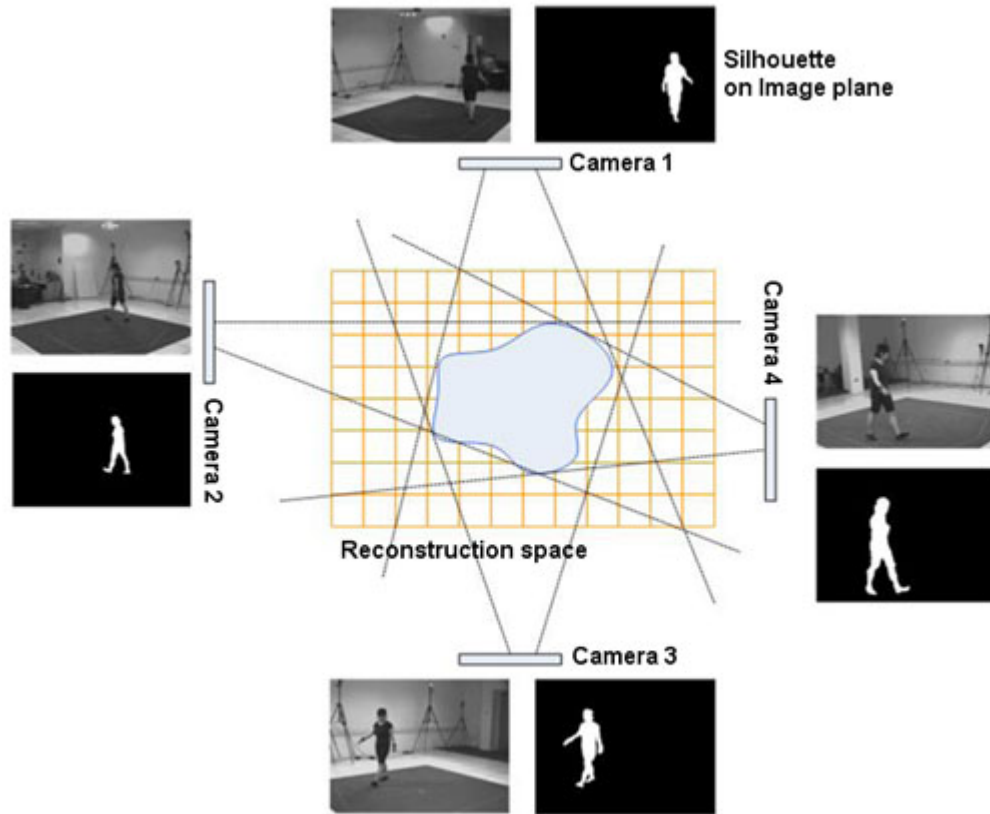 Silhouette
on Image plane
Camera 1
Camera 2
Camera 4
Reconstruction space
Camera 3